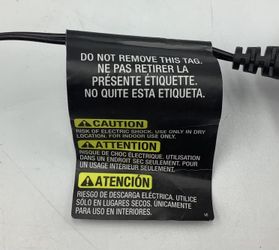 DO NOT REMOVE THIS TAG.
NE PAS RETIRER LA
PRÉSENTE ÉTIQUETTE.
NO QUITE ESTA ETIQUETA.
CAUTION
RISK OF ELECTRIC SHOCK. USE ONLY IN DRY
LOCATION. FOR INDOOR USE ONLY.
ATTENTION
RISQUE DE CHOC ÉLECTRIQUE. UTILISATION
DANS UN ENDROIT SEC SEULEMENT. POUR
UN USAGE INTÉRIEUR SEULEMENT.
ATENCIÓN
RIESGO DE DESCARGA ELÉCTRICA. UTILICE
SÓLO EN LUGARES SECOS. ÚNICAMENTE
PARA USO EN INTERIORES.